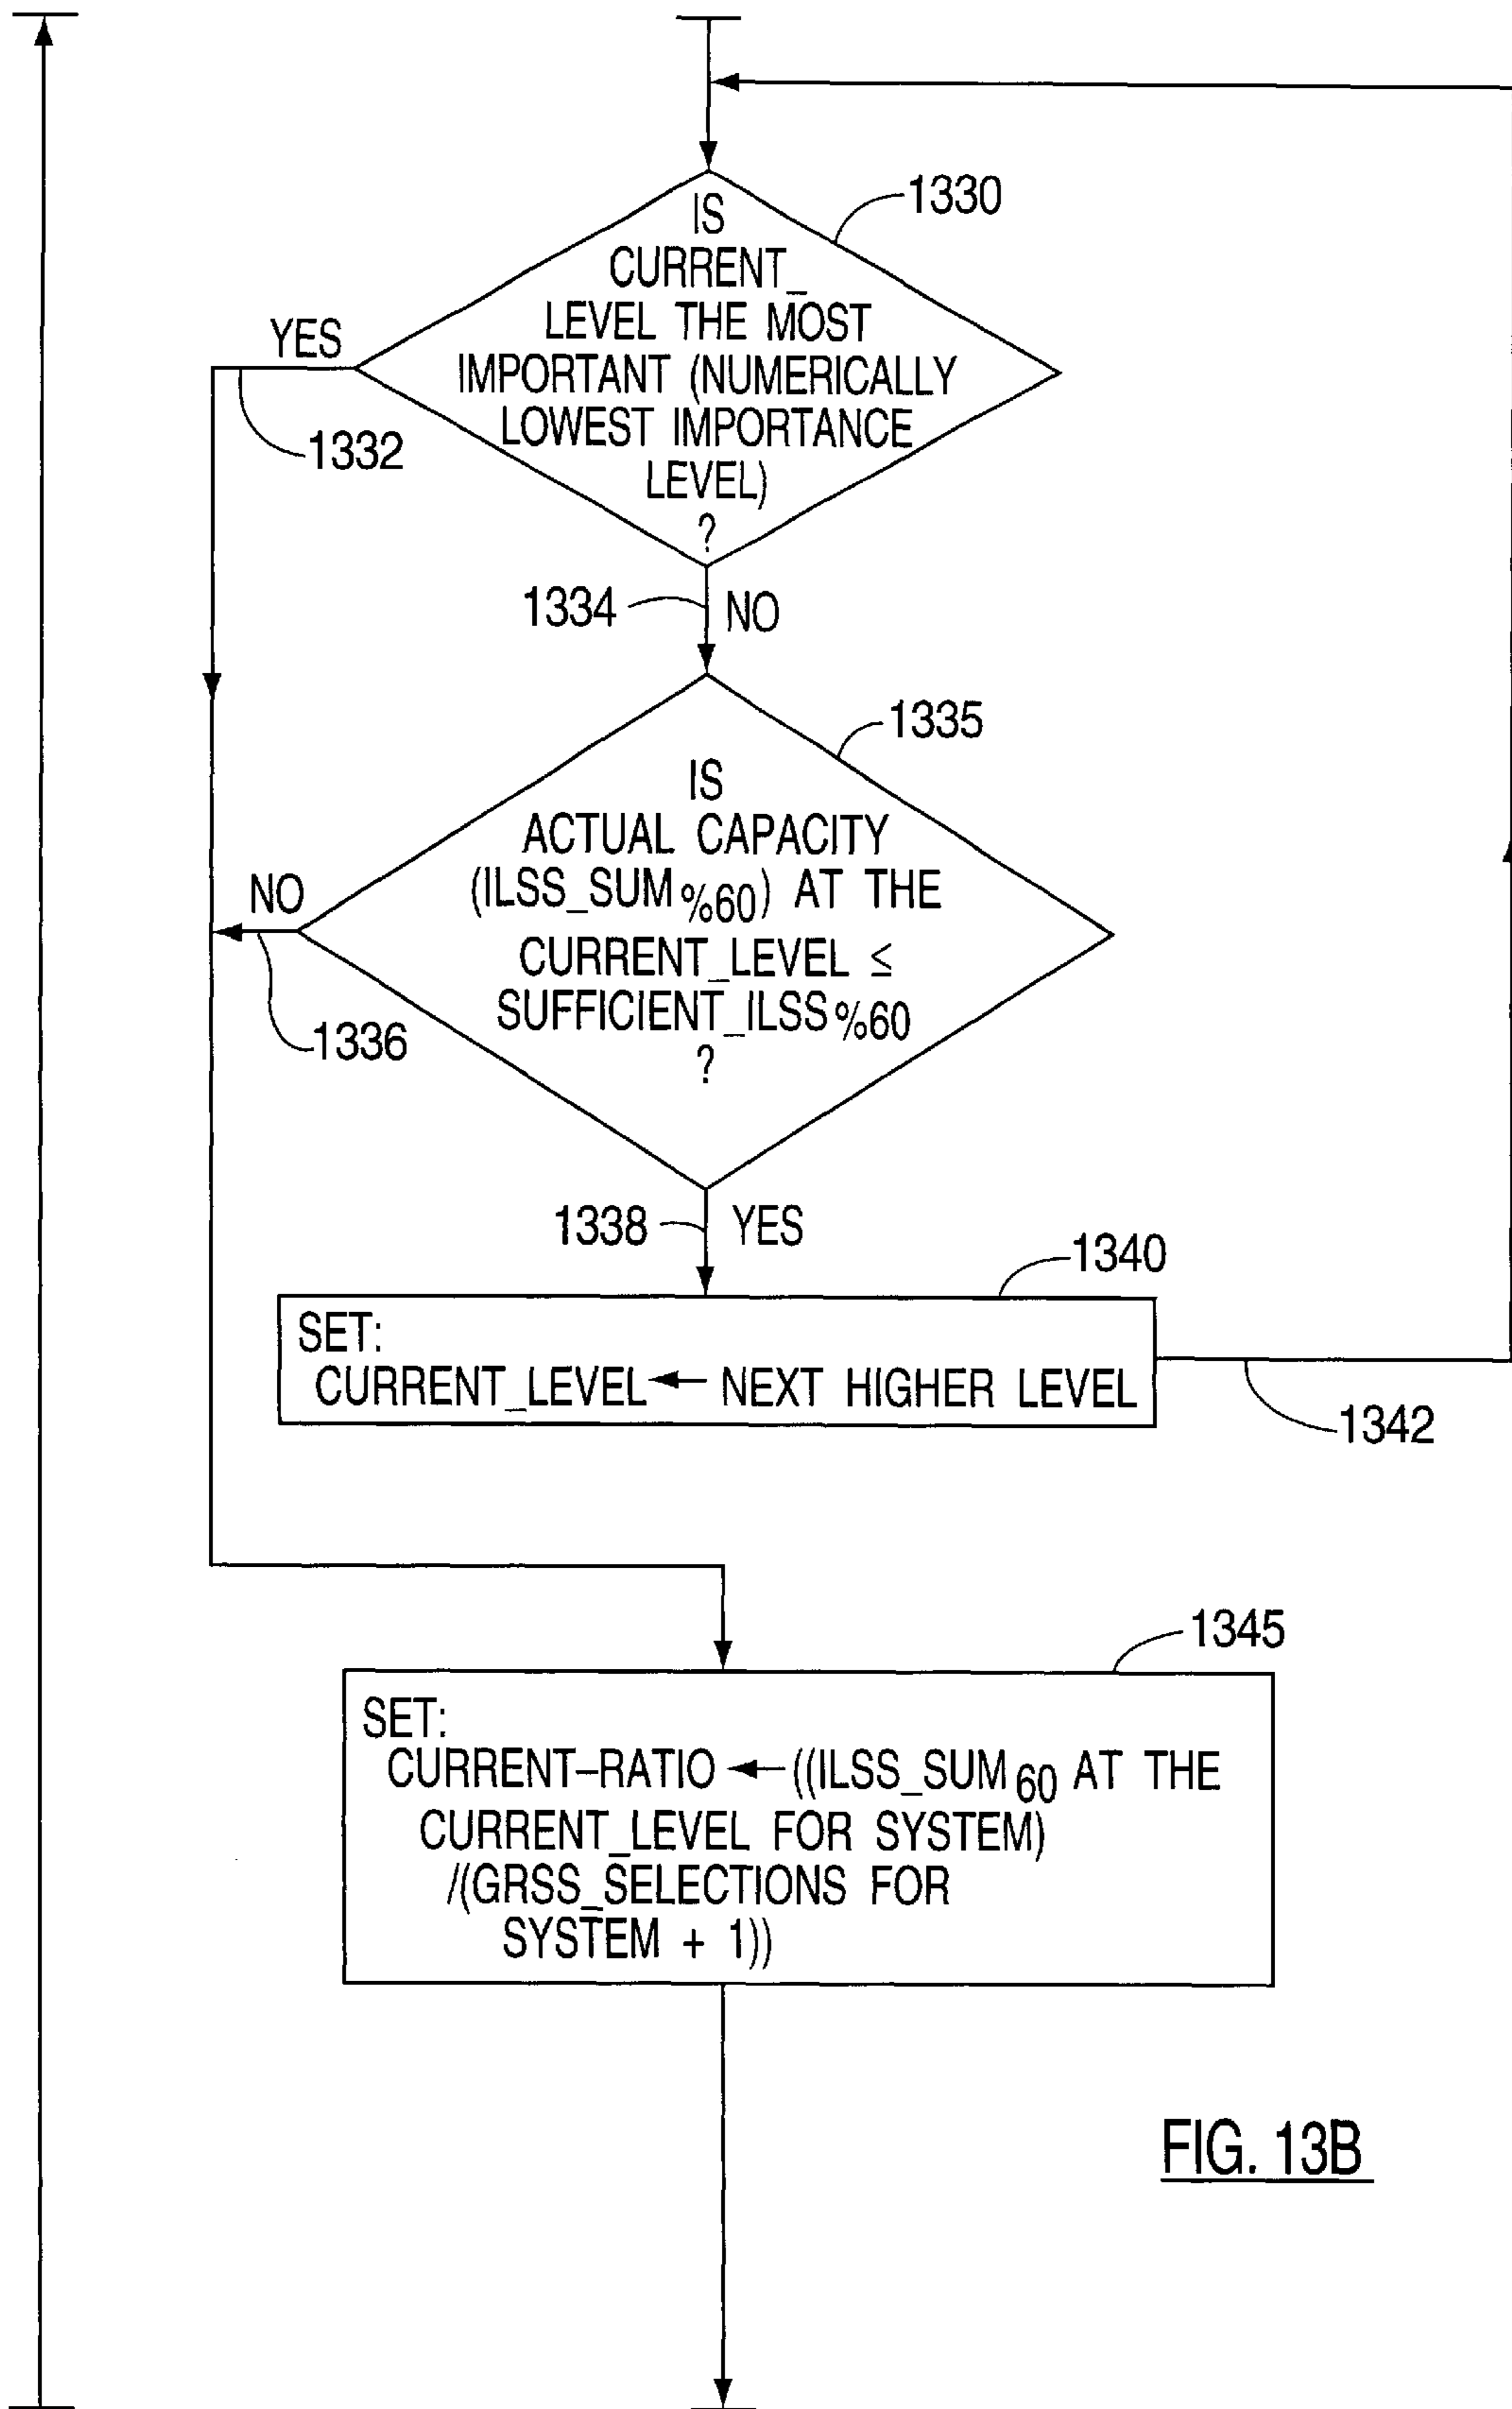 1330
IS
CURRENT_
LEVEL THE MOST
IMPORTANT (NUMERICALLY
LOWEST IMPORTANCE
LEVEL)
?
YES
1332
1334
NO
1335
IS
ACTUAL CAPACITY
(ILSS_SUM%60) AT THE
CURRENT_LEVEL ≤
SUFFICIENT_ILSS%60
?
NO
1336
1338
YES
1340
SET:
CURRENT_LEVEL ← NEXT HIGHER LEVEL
1342
1345
SET:
CURRENT-RATIO ← ((ILSS_SUM60 AT THE
CURRENT_LEVEL FOR SYSTEM)
/(GRSS_SELECTIONS FOR
SYSTEM + 1))
FIG. 13B